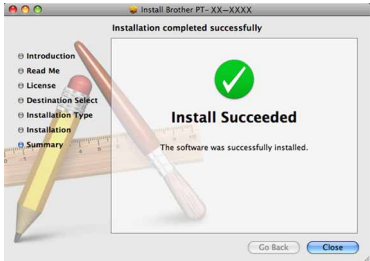 Install Brother PT- XX—XXXX
Installation completed successfully
Introduction
Read Me
License
Destination Select
Installation Type
Installation
Summary
Install Succeeded
The software was successfully installed.
Go Back
Close